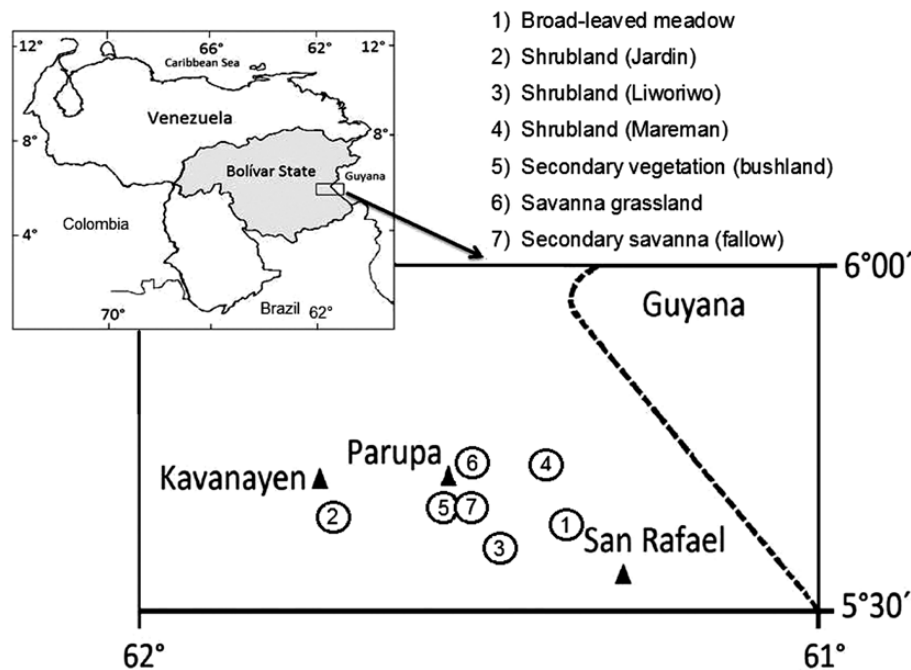 12° 66° 62° 12°
Caribbean Sea
Venezuela
8° 8°
Bolívar State
Guyana
Colombia
4° 4°
Brazil
70° 66° 62°
1) Broad-leaved meadow
2) Shrubland (Jardin)
3) Shrubland (Liworiwo)
4) Shrubland (Mareman)
5) Secondary vegetation (bushland)
6) Savanna grassland
7) Secondary savanna (fallow)
6°00′
Guyana
Parupa
6
4
Kavanayen
2
5
7
1
San Rafael
3
5°30′
62° 61°